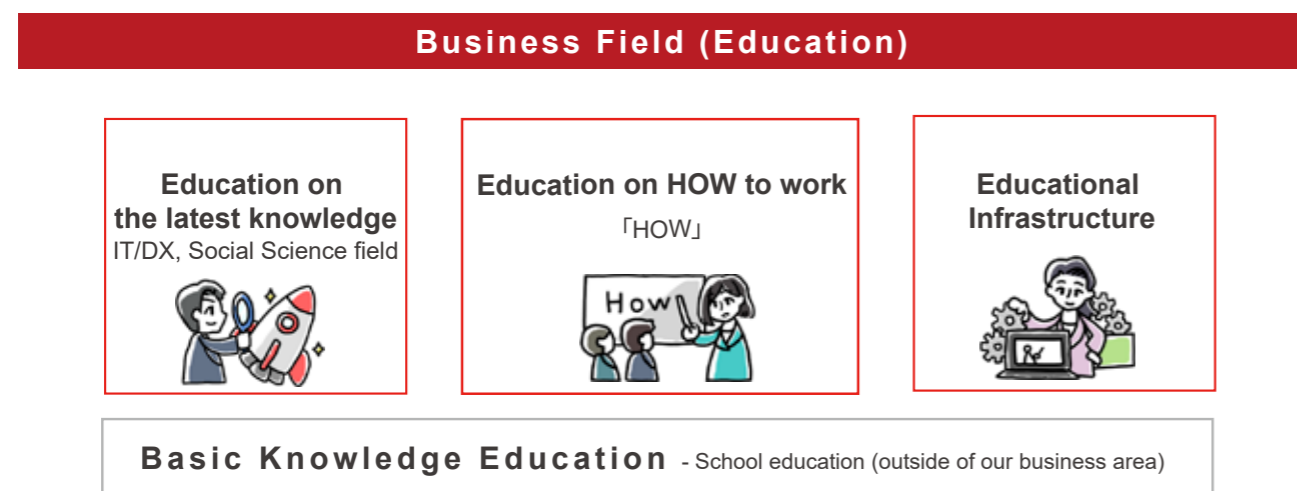 Business Field (Education)
Education on
the latest knowledge
IT/DX, Social Science field
Education on HOW to work
「HOW」
How
Educational
Infrastructure
Basic Knowledge Education - School education (outside of our business area)